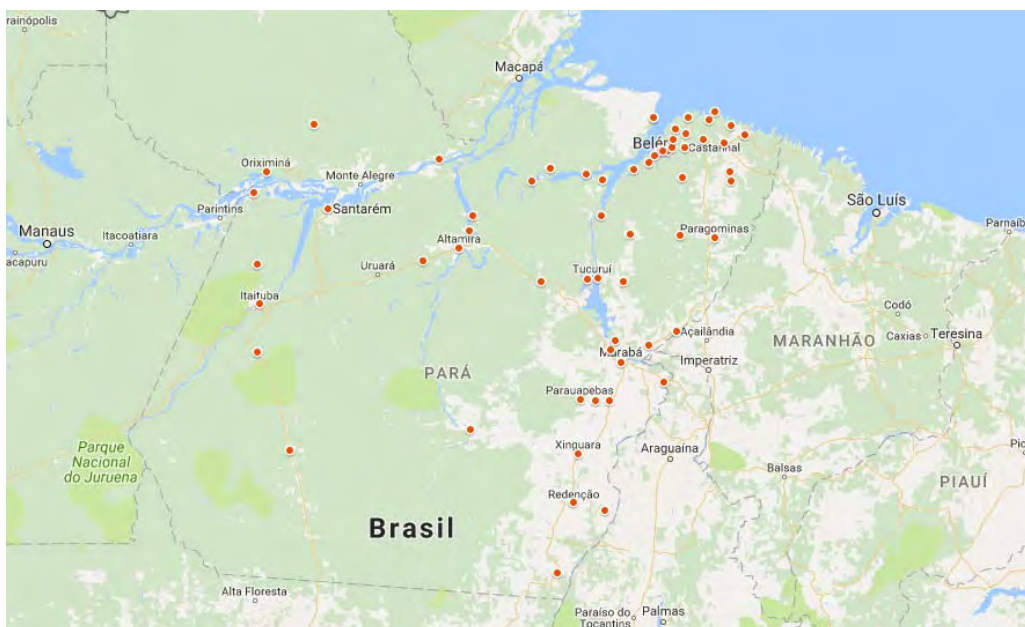 rainópolis
Macapá
Belém
Castanhal
Oriximiná
Monte Alegre
Parintins
Santarém
São Luís
Manaus
Itacoatiara
acapuru
Parnaíb
Altamira
Paragominas
Uruará
Tucuruí
Itaituba
Codó
Açailândia
Caxias
Teresina
MARANHÃO
Marabá
Imperatriz
PARÁ
Parauapebas
Parque
Nacional
do Juruena
Xinguara
Araguaína
Pic
Balsas
PIAUÍ
Redenção
Brasil
Alta Floresta
Paraíso do
Tocantins
Palmas